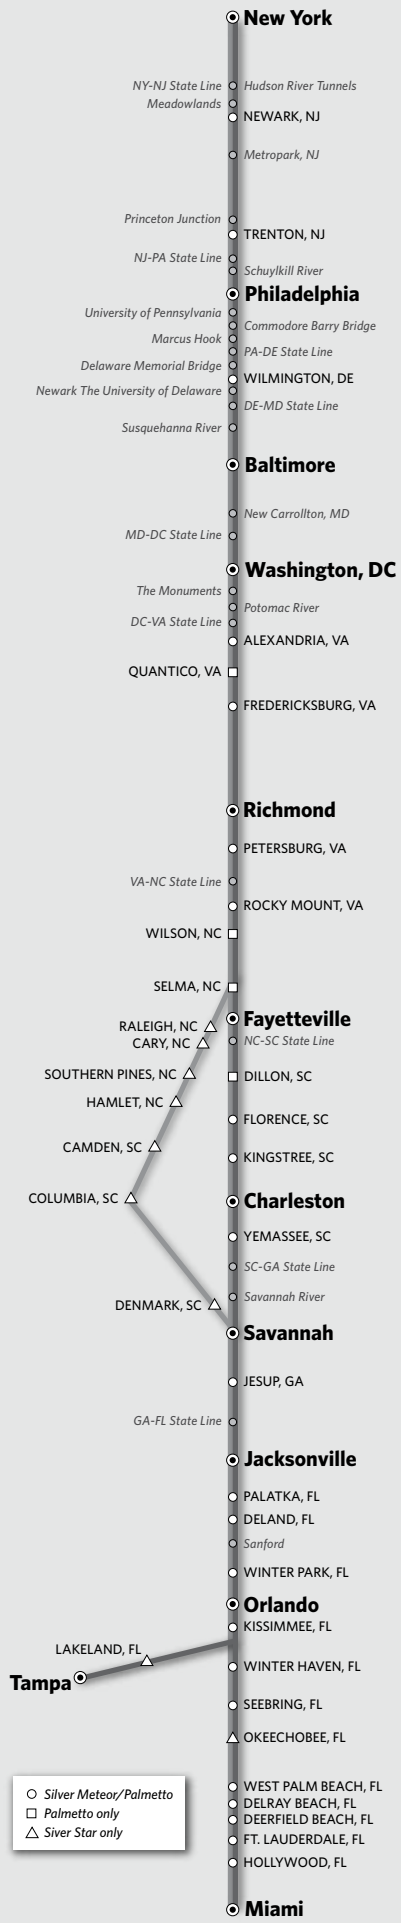 New York
NY-NJ State Line
Hudson River Tunnels
Meadowlands
NEWARK, NJ
Metropark, NJ
Princeton Junction
TRENTON, NJ
NJ-PA State Line
Schuylkill River
Philadelphia
University of Pennsylvania
Commodore Barry Bridge
Marcus Hook
PA-DE State Line
Delaware Memorial Bridge
WILMINGTON, DE
Newark The University of Delaware
DE-MD State Line
Susquehanna River
Baltimore
New Carrollton, MD
MD-DC State Line
Washington, DC
The Monuments
Potomac River
DC-VA State Line
ALEXANDRIA, VA
QUANTICO, VA
FREDERICKSBURG, VA
Richmond
PETERSBURG, VA
VA-NC State Line
ROCKY MOUNT, VA
WILSON, NC
SELMA, NC
Fayetteville
RALEIGH, NC
NC-SC State Line
CARY, NC
SOUTHERN PINES, NC
DILLON, SC
HAMLET, NC
FLORENCE, SC
CAMDEN, SC
KINGSTREE, SC
COLUMBIA, SC
Charleston
YEMASSEE, SC
SC-GA State Line
Savannah River
DENMARK, SC
Savannah
JESUP, GA
GA-FL State Line
Jacksonville
PALATKA, FL
DELAND, FL
Sanford
WINTER PARK, FL
Orlando
KISSIMMEE, FL
LAKELAND, FL
WINTER HAVEN, FL
Tampa
SEEBRING, FL
OKEECHOBEE, FL
WEST PALM BEACH, FL
DELRAY BEACH, FL
DEERFIELD BEACH, FL
FT. LAUDERDALE, FL
HOLLYWOOD, FL
Miami
Silver Meteor/Palmetto
Palmetto only
Siver Star only